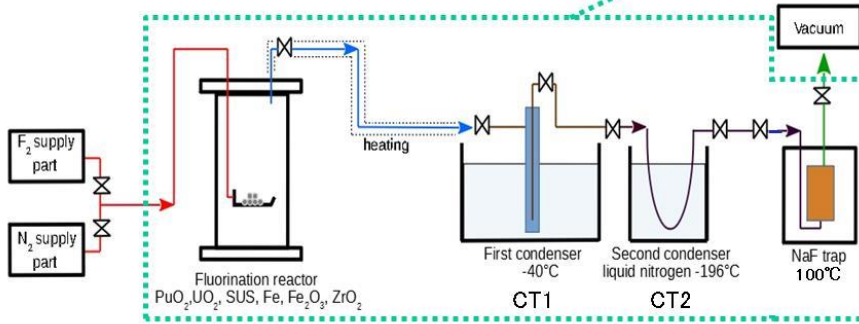 Vacuum
F₂ supply
part
N₂ supply
part
heating
Fluorination reactor
PuO₂,UO₂, SUS, Fe, Fe₂O₃, ZrO₂
First condenser
-40°C
CT1
Second condenser
liquid nitrogen -196°C
CT2
NaF trap
100℃